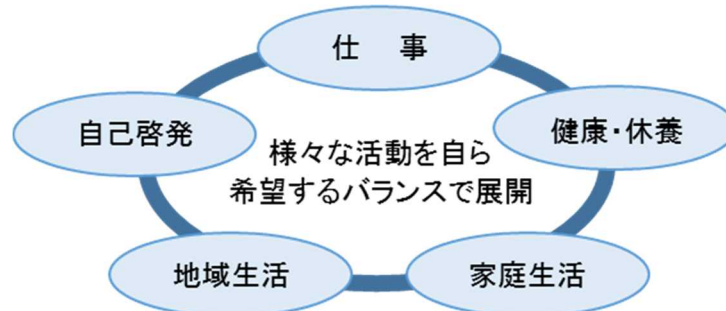 仕　事
自己啓発
健康・休養
様々な活動を自ら
希望するバランスで展開
地域生活
家庭生活